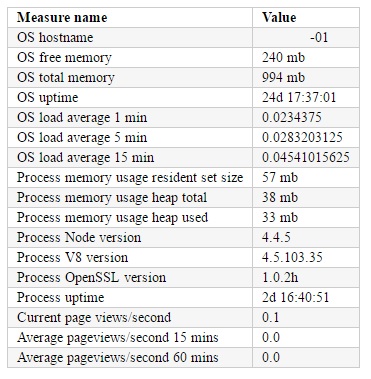 Measure name Value
OS hostname -01
OS free memory 240 mb
OS total memory 994 mb
OS uptime 24d 17:37:01
OS load average 1 min 0.0234375
OS load average 5 min 0.0283203125
OS load average 15 min 0.04541015625
Process memory usage resident set size 57 mb
Process memory usage heap total 38 mb
Process memory usage heap used 33 mb
Process Node version 4.4.5
Process V8 version 4.5.103.35
Process OpenSSL version 1.0.2h
Process uptime 2d 16:40:51
Current page views/second 0.1
Average pageviews/second 15 mins 0.0
Average pageviews/second 60 mins 0.0